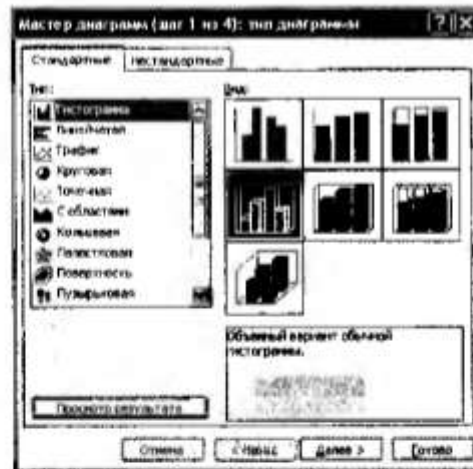 Мастер диаграмм (шаг 1 из 4): тип диаграммы
Стандартные
Нестандартные
Тип:
Гистограмма
Линейчатая
График
Круговая
Точечная
С областями
Кольцевая
Лепестковая
Поверхность
Пузырьковая
Вид:
Объемный вариант обычной
гистограммы.
Просмотр результата
Отмена
< Назад
Далее >
Готово